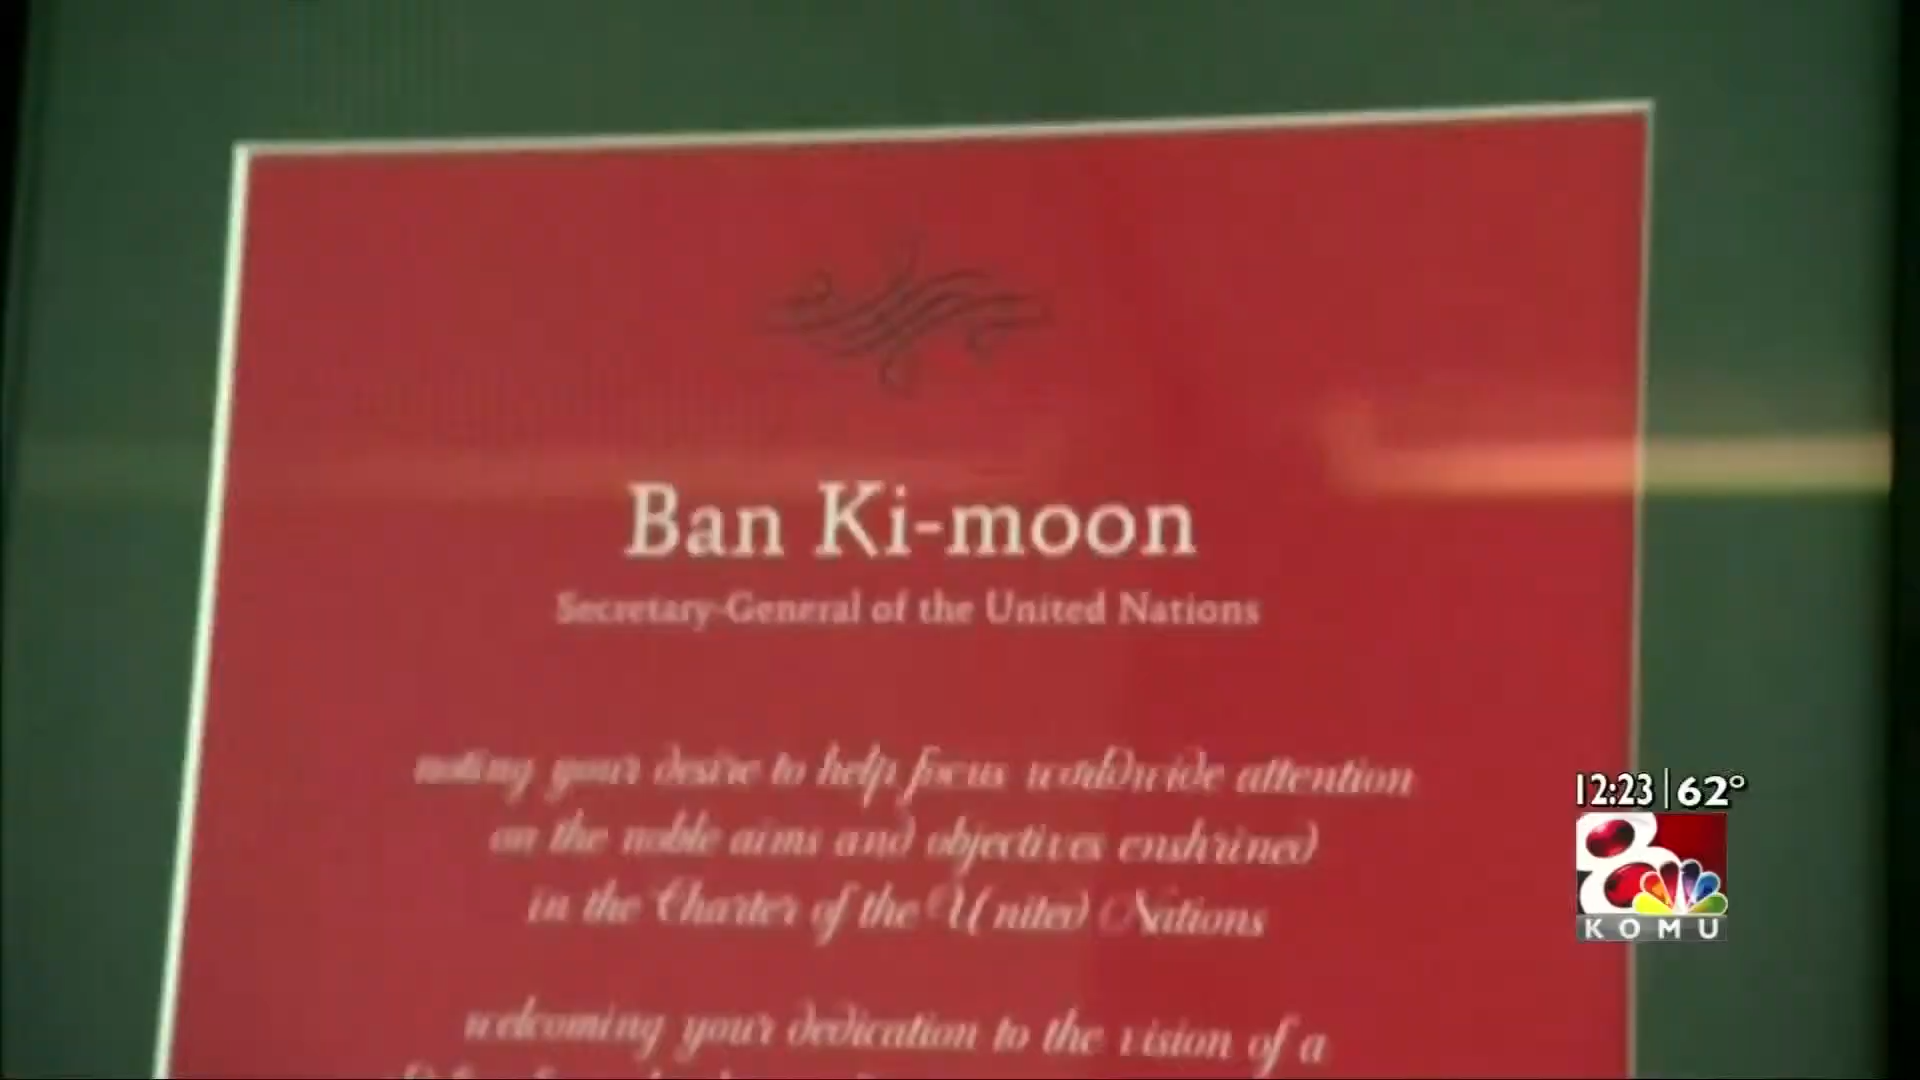 Ban Ki-moon
Secretary-General of the United Nations
noting your desire to help focus worldwide attention
on the noble aims and objectives enshrined
in the Charter of the United Nations
welcoming your dedication to the vision of a
12:23 | 62°
8
KOMU